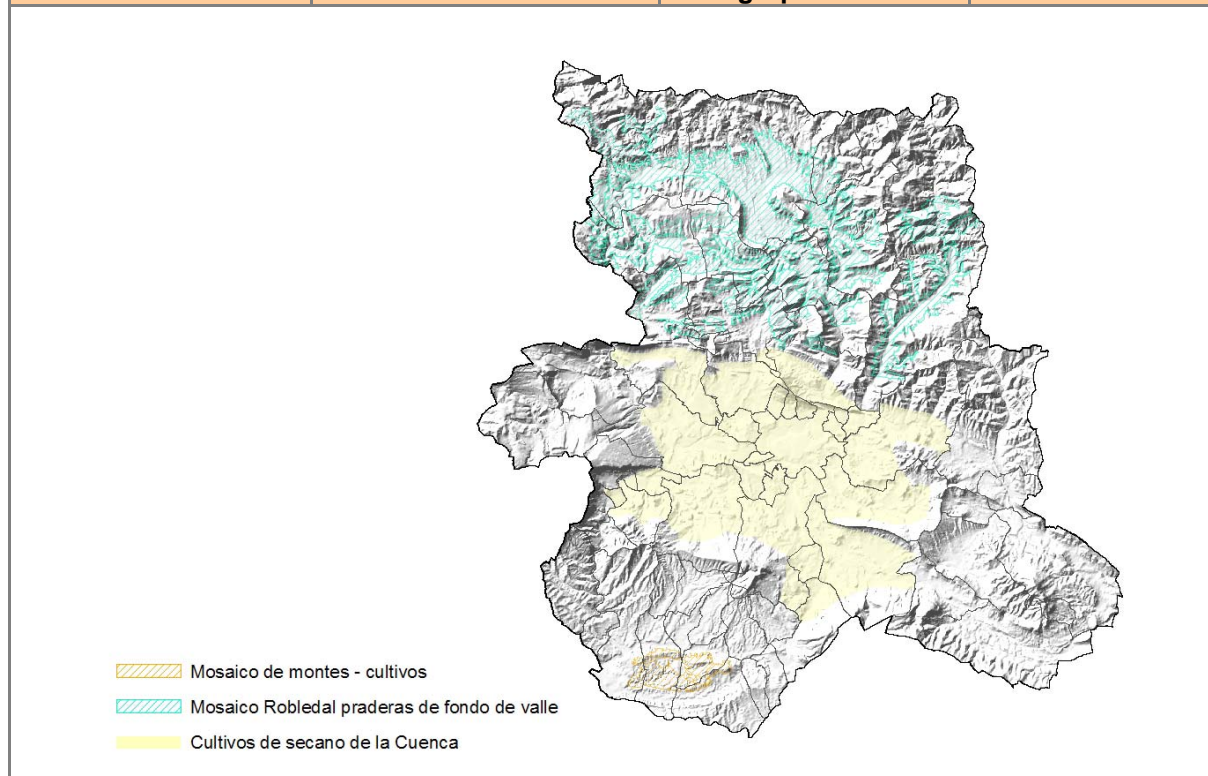 Mosaico de montes - cultivos
Mosaico Robledal praderas de fondo de valle
Cultivos de secano de la Cuenca